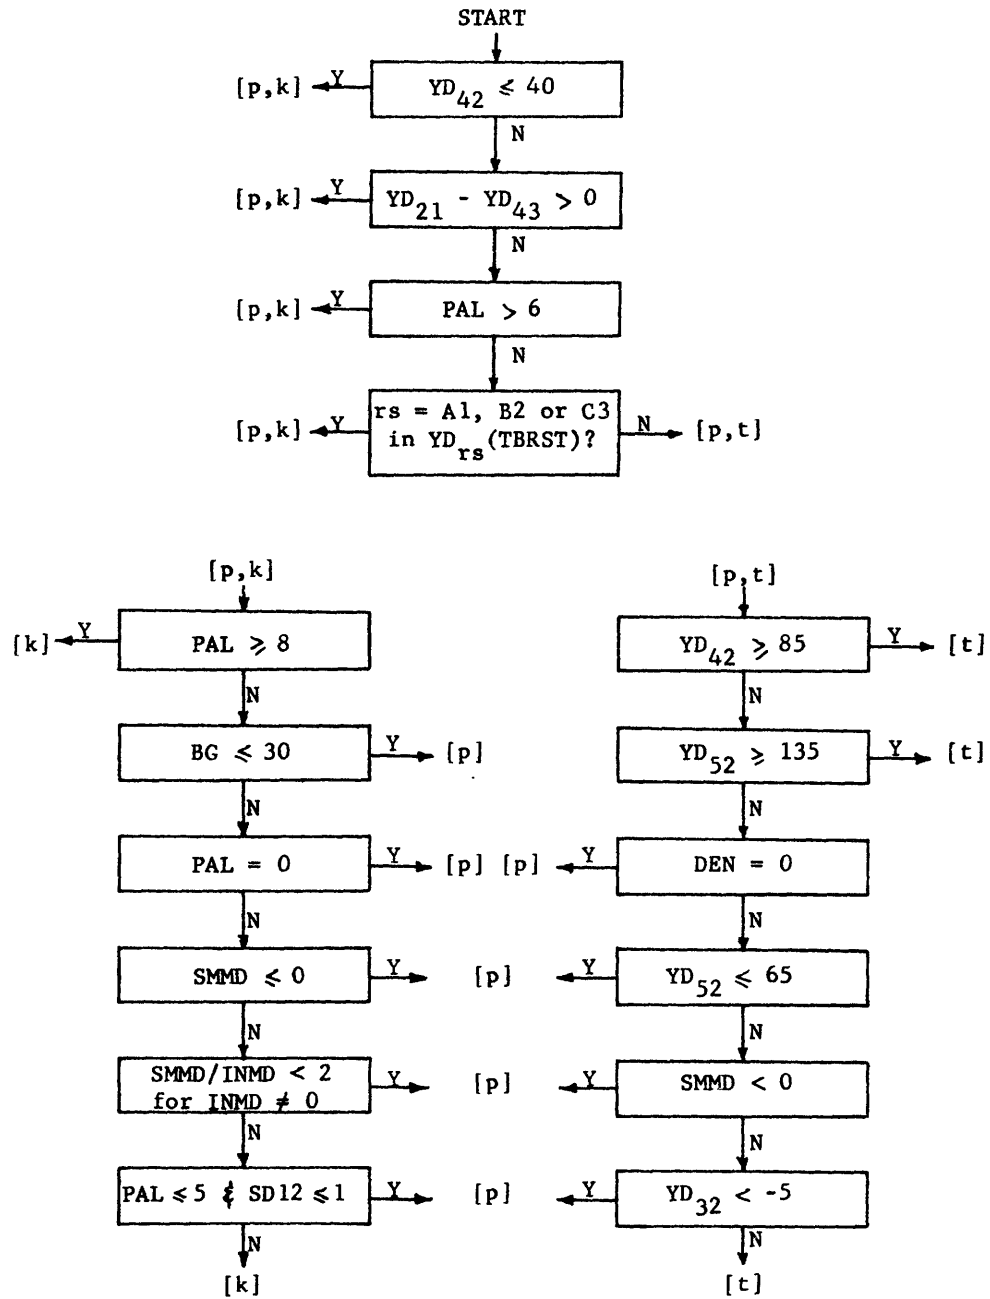 START
[p,k] Y YD42 ≤ 40
N
[p,k] Y YD21 - YD43 > 0
N
[p,k] Y PAL > 6
N
rs = A1, B2 or C3
[p,k] Y in YDrs(TBRST)? N [p,t]
[p,k]
[k] Y PAL ≥ 8
N
BG ≤ 30 Y [p]
N
PAL = 0 Y [p]
N
SMMD ≤ 0 Y [p]
N
SMMD/INMD < 2 Y [p]
for INMD ≠ 0
N
PAL ≤ 5 & SD12 ≤ 1 Y [p]
N
[k]
[p,t]
YD42 ≥ 85 Y [t]
N
YD52 ≥ 135 Y [t]
N
[p] Y DEN = 0
N
Y YD52 ≤ 65
N
Y SMMD < 0
N
Y YD32 < -5
N
[t]